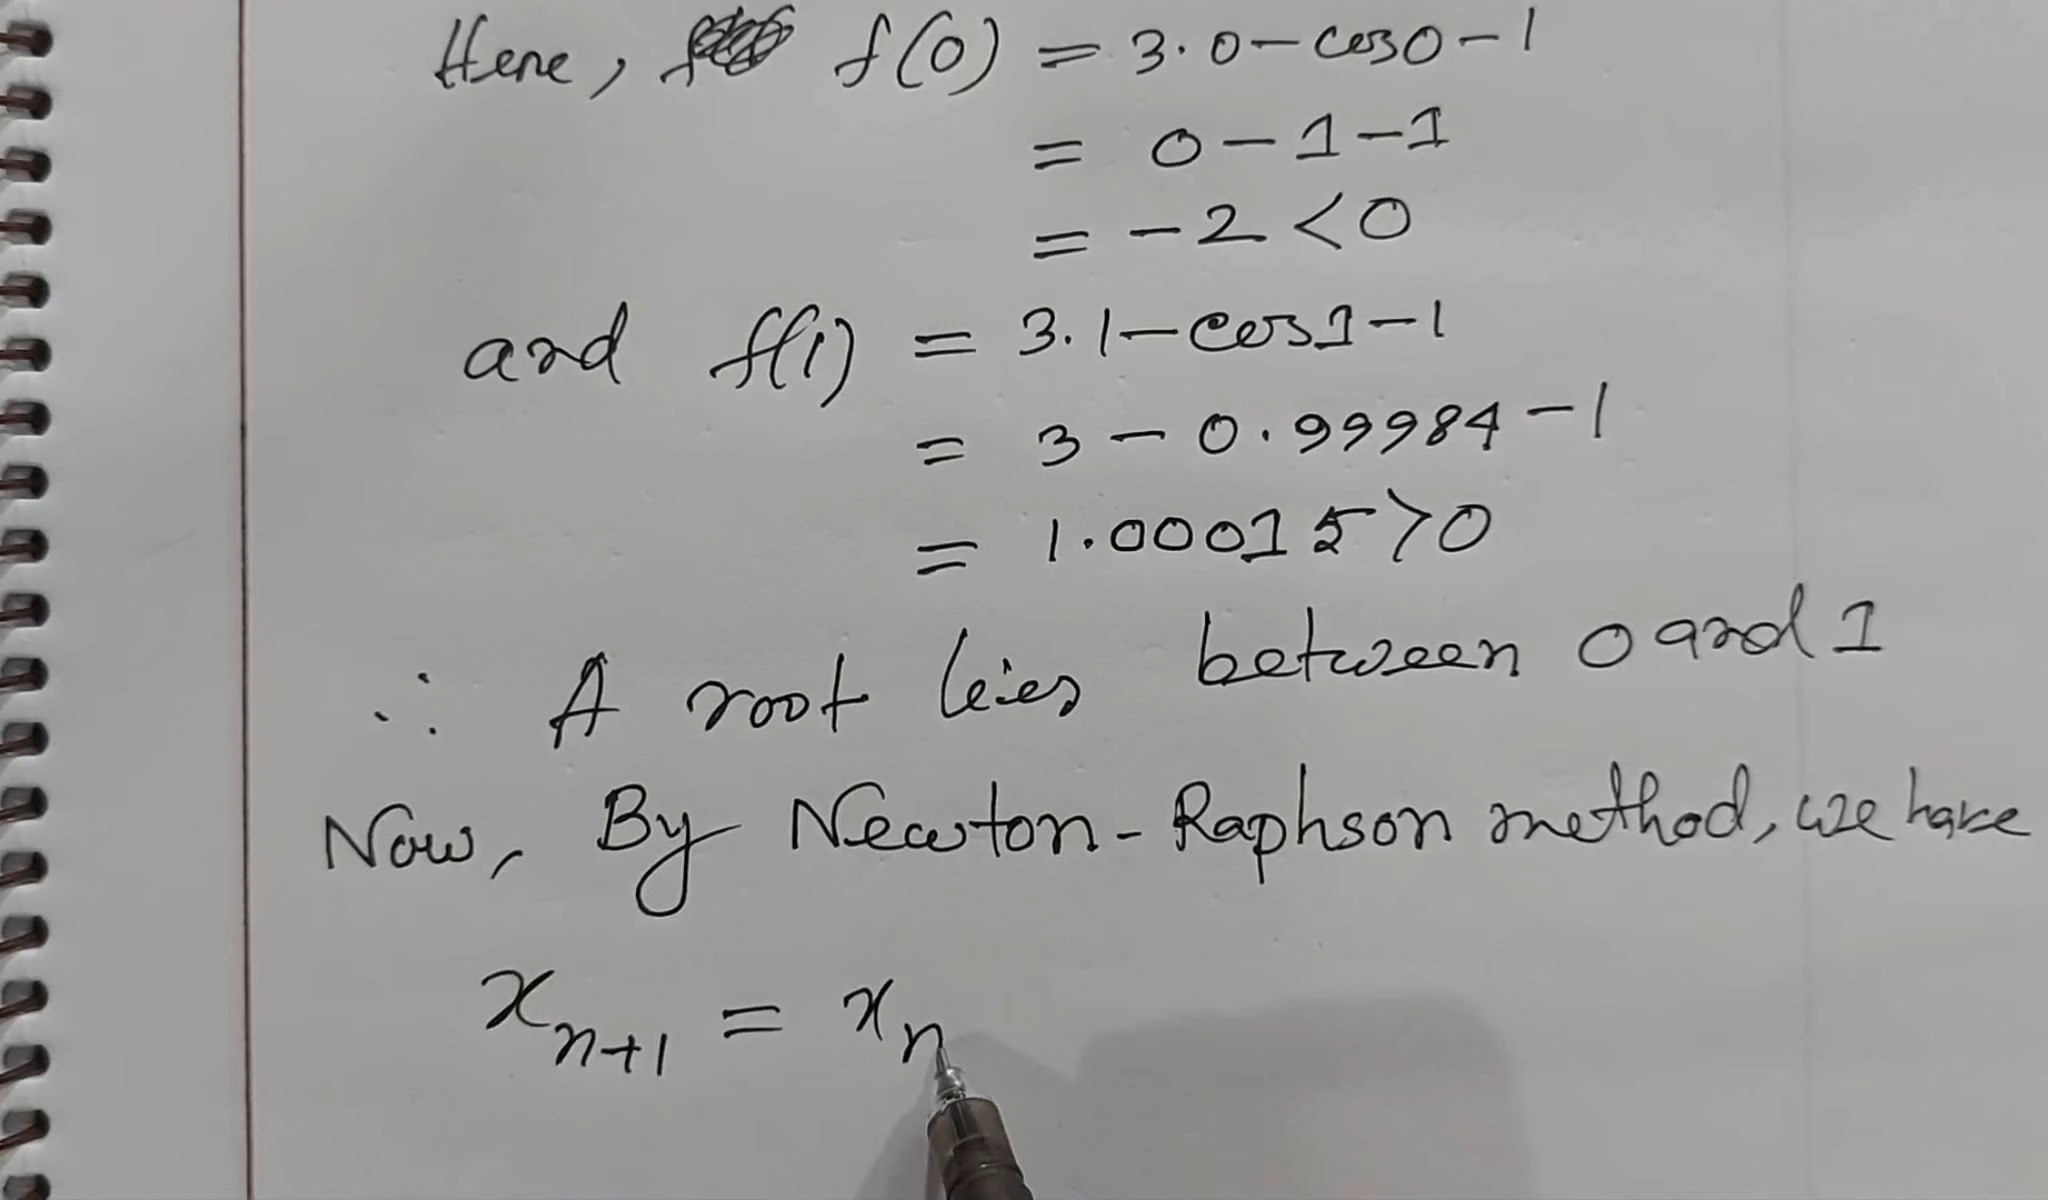 Here, f(0) = 3.0 - cos0 - 1
= 0 - 1 - 1
= -2 < 0
and f(1) = 3.1 - cos1 - 1
= 3 - 0.99984 - 1
= 1.00015 > 0
∴ A root leies between 0 and 1
Now, By Newton-Raphson method, we have
xₙ₊₁ = xₙ